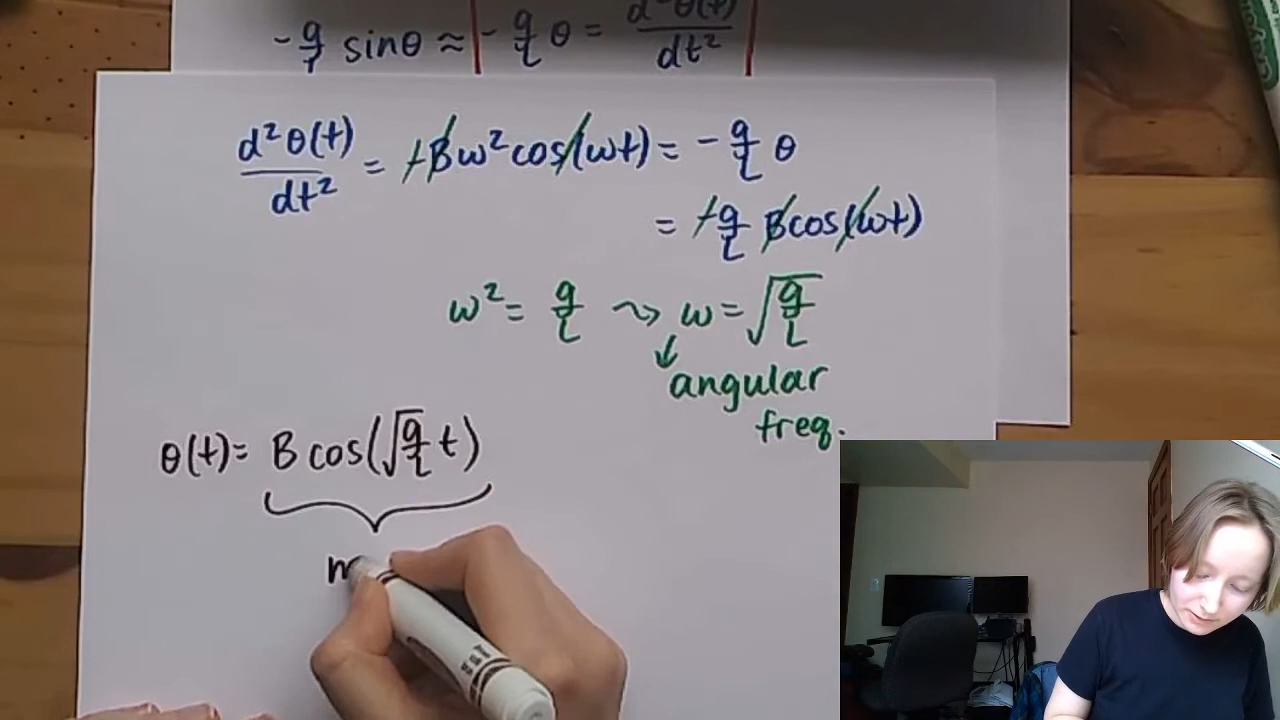 -g/l sinθ ≈ -g/L θ = d²θ(t)/dt²
d²θ(t)/dt² = -Bω²cos(ωt) = -g/L θ
= -g/L Bcos(ωt)
ω² = g/L ↝ ω = √(g/L)
↓
angular
freq.
θ(t) = B cos(√(g/L) t)